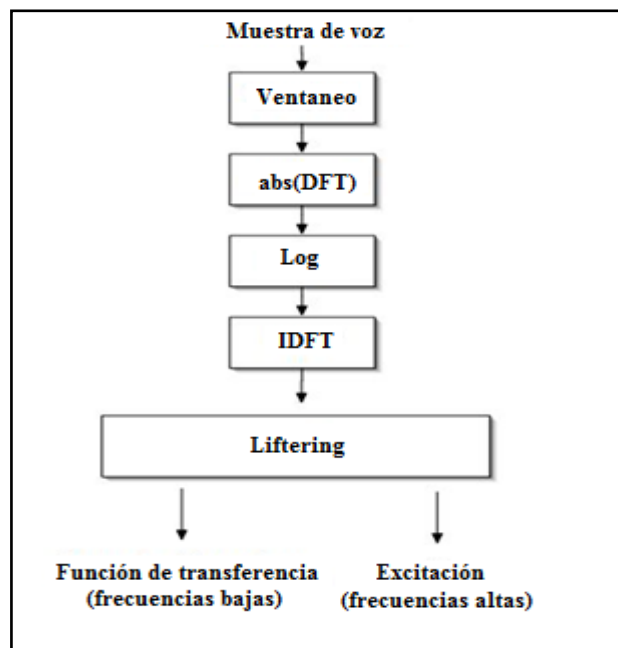 Muestra de voz
Ventaneo
abs(DFT)
Log
IDFT
Liftering
Función de transferencia
(frecuencias bajas)
Excitación
(frecuencias altas)